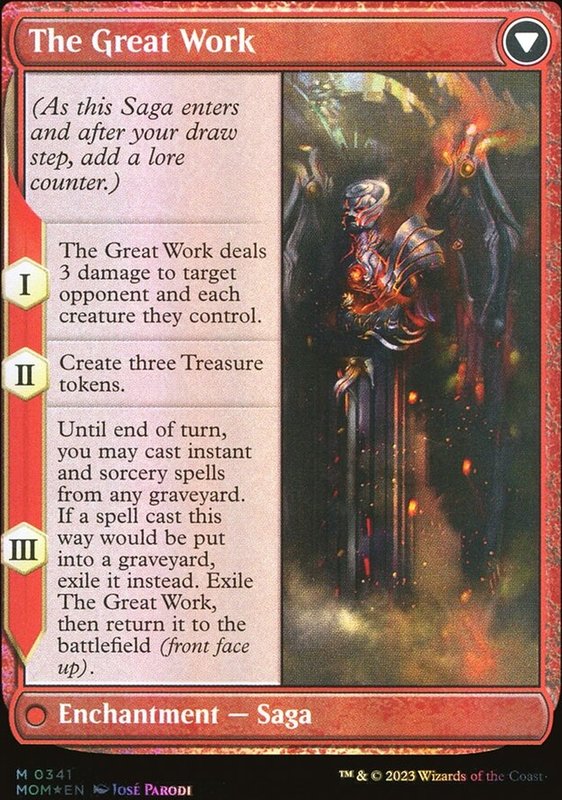 The Great Work
(As this Saga enters
and after your draw
step, add a lore
counter.)
I
The Great Work deals
3 damage to target
opponent and each
creature they control.
II
Create three Treasure
tokens.
III
Until end of turn,
you may cast instant
and sorcery spells
from any graveyard.
If a spell cast this
way would be put
into a graveyard,
exile it instead. Exile
The Great Work,
then return it to the
battlefield (front face
up).
Enchantment — Saga
M 0341
MOM★EN José Parodi
™ & © 2023 Wizards of the Coast